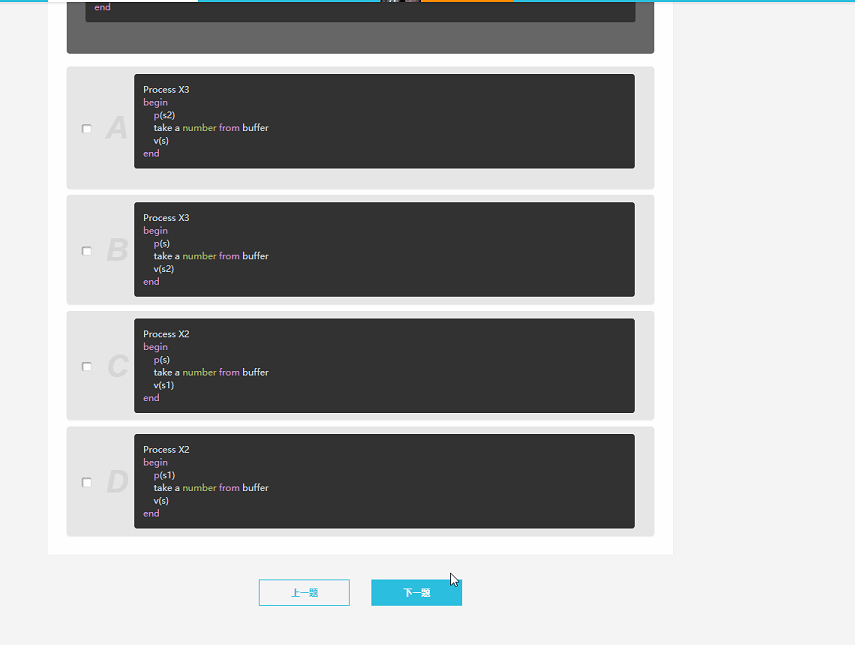 end
A
Process X3
begin
p(s2)
take a number from buffer
v(s)
end
B
Process X3
begin
p(s)
take a number from buffer
v(s2)
end
C
Process X2
begin
p(s)
take a number from buffer
v(s1)
end
D
Process X2
begin
p(s1)
take a number from buffer
v(s)
end
上一题
下一题